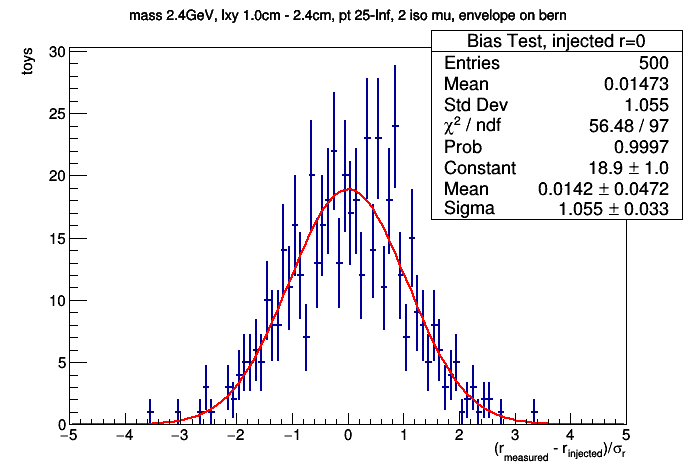 mass 2.4GeV, lxy 1.0cm - 2.4cm, pt 25-Inf, 2 iso mu, envelope on bern
Bias Test, injected r=0
Entries 500
Mean 0.01473
Std Dev 1.055
χ² / ndf 56.48 / 97
Prob 0.9997
Constant 18.9 ± 1.0
Mean 0.0142 ± 0.0472
Sigma 1.055 ± 0.033
toys
30
25
20
15
10
5
0
−5 −4 −3 −2 −1 0 1 2 3 4 5
(r_measured - r_injected)/σ_r